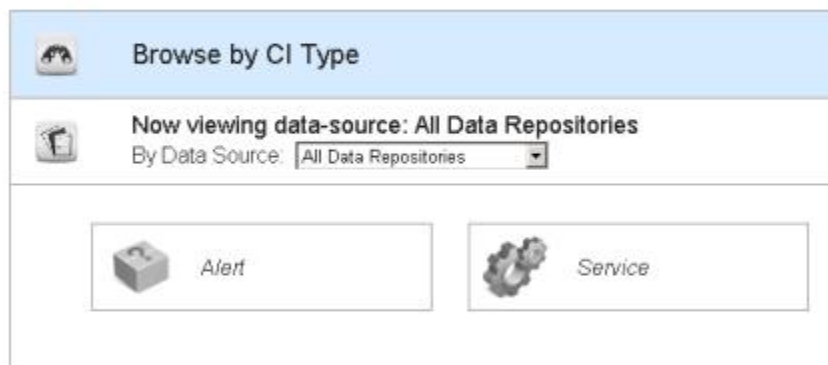 Browse by CI Type
Now viewing data-source: All Data Repositories
By Data Source: All Data Repositories
Alert Service